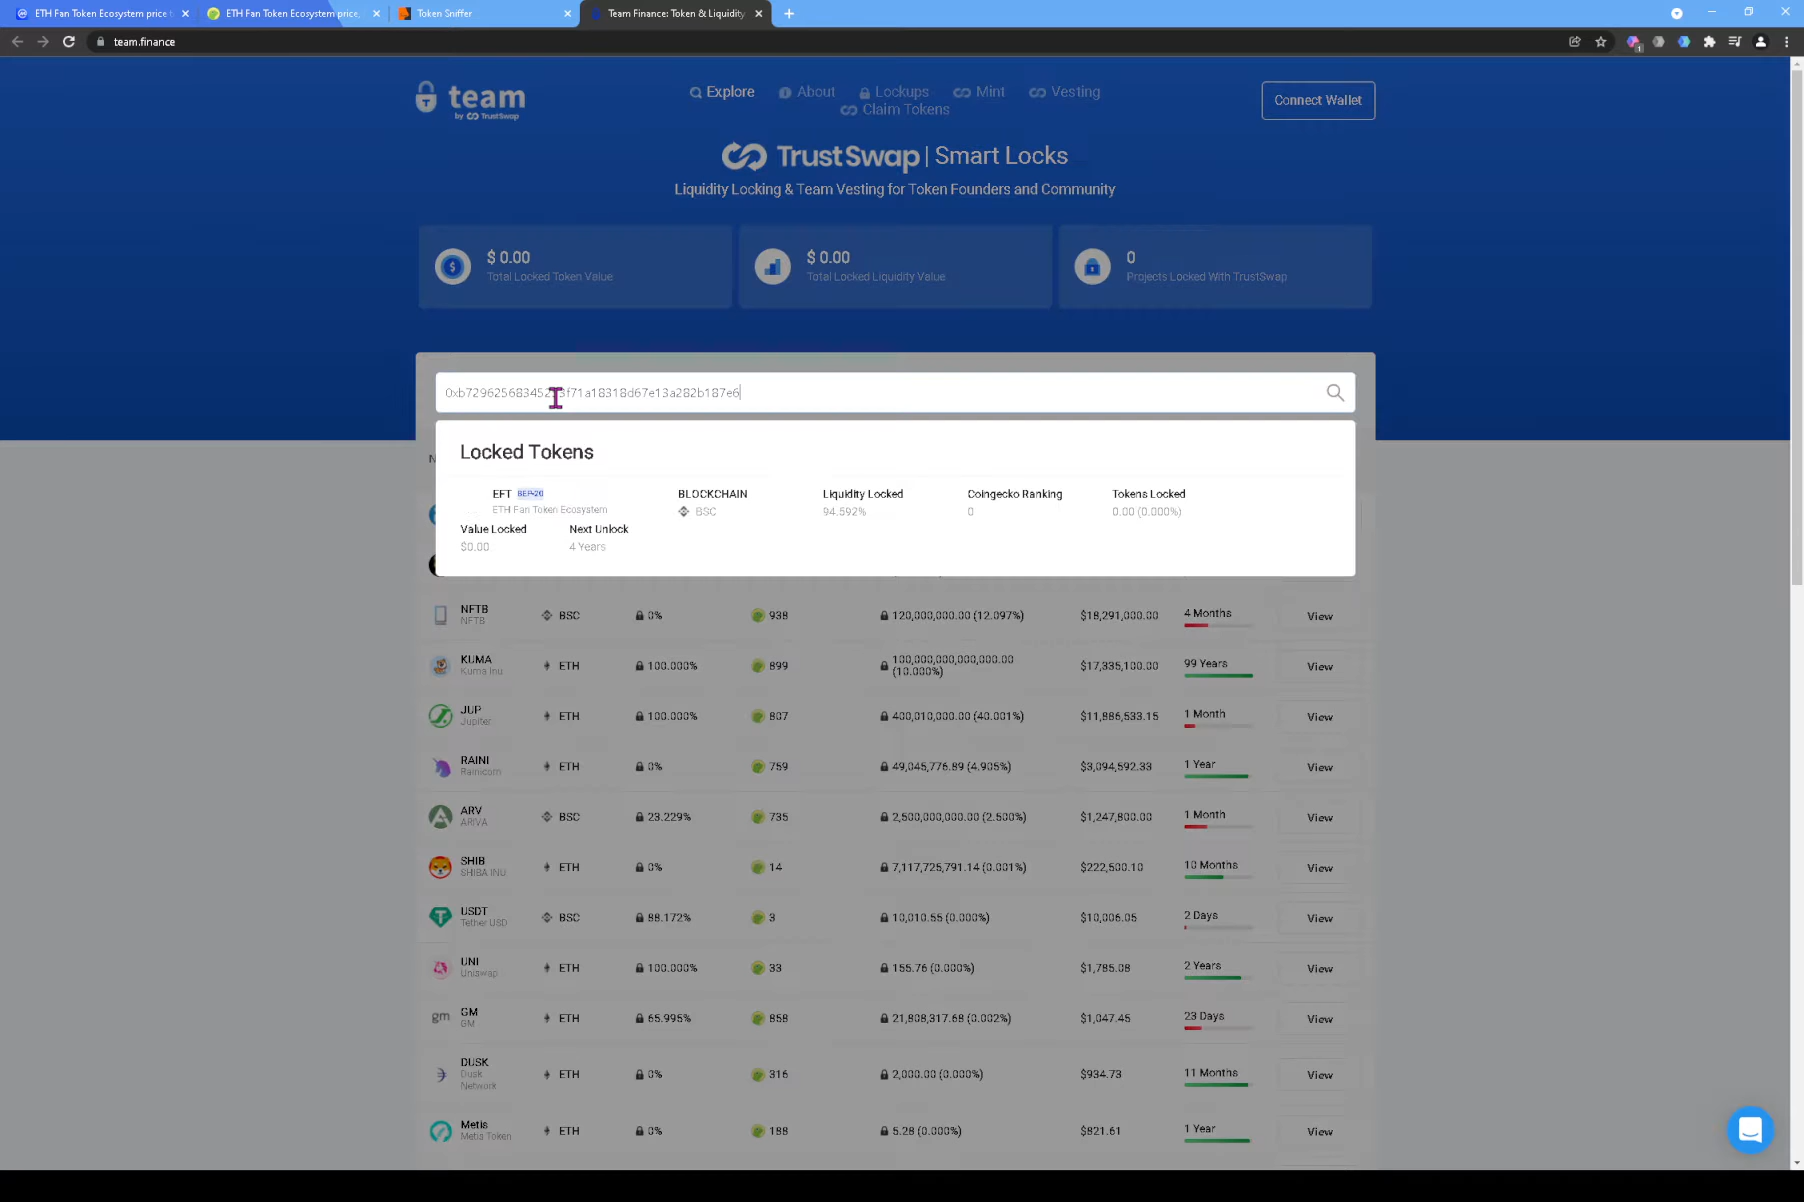 ETH Fan Token Ecosystem price t
ETH Fan Token Ecosystem price,
Token Sniffer
Team Finance: Token & Liquidity
team.finance
1
team
by TrustSwap
Explore
About
Lockups
Mint
Vesting
Claim Tokens
Connect Wallet
TrustSwap | Smart Locks
Liquidity Locking & Team Vesting for Token Founders and Community
$ 0.00
Total Locked Token Value
$ 0.00
Total Locked Liquidity Value
0
Projects Locked With TrustSwap
Locked Tokens
EFT BEP-20
ETH Fan Token Ecosystem
BLOCKCHAIN
BSC
Liquidity Locked
94.592%
Coingecko Ranking
0
Tokens Locked
0.00 (0.000%)
Value Locked
$0.00
Next Unlock
4 Years
NFTB
NFTB
BSC
0%
938
120,000,000.00 (12.097%)
$18,291,000.00
4 Months
View
KUMA
Kuma Inu
ETH
100.000%
899
100,000,000,000,000.00
(10.000%)
$17,335,100.00
99 Years
View
JUP
Jupiter
ETH
100.000%
807
400,010,000.00 (40.001%)
$11,886,533.15
1 Month
View
RAINI
Rainicorn
ETH
0%
759
49,045,776.89 (4.905%)
$3,094,592.33
1 Year
View
ARV
ARIVA
BSC
23.229%
735
2,500,000,000.00 (2.500%)
$1,247,800.00
1 Month
View
SHIB
SHIBA INU
ETH
0%
14
7,117,725,791.14 (0.001%)
$222,500.10
10 Months
View
USDT
Tether USD
BSC
88.172%
3
10,010.55 (0.000%)
$10,006.05
2 Days
View
UNI
Uniswap
ETH
100.000%
33
155.76 (0.000%)
$1,785.08
2 Years
View
gm
GM
GM
ETH
65.995%
858
21,808,317.68 (0.002%)
$1,047.45
23 Days
View
DUSK
Dusk
Network
ETH
0%
316
2,000.00 (0.000%)
$934.73
11 Months
View
Metis
Metis Token
ETH
0%
188
5.28 (0.000%)
$821.61
1 Year
View